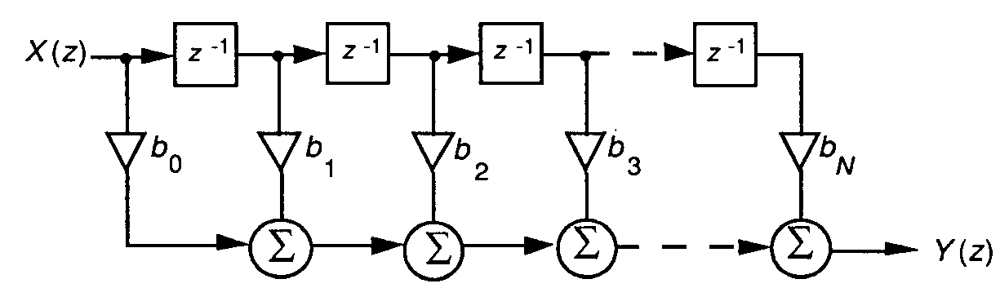 X(z) z⁻¹ z⁻¹ z⁻¹ z⁻¹
b₀ b₁ b₂ b₃ b_N
Σ Σ Σ Σ Y(z)